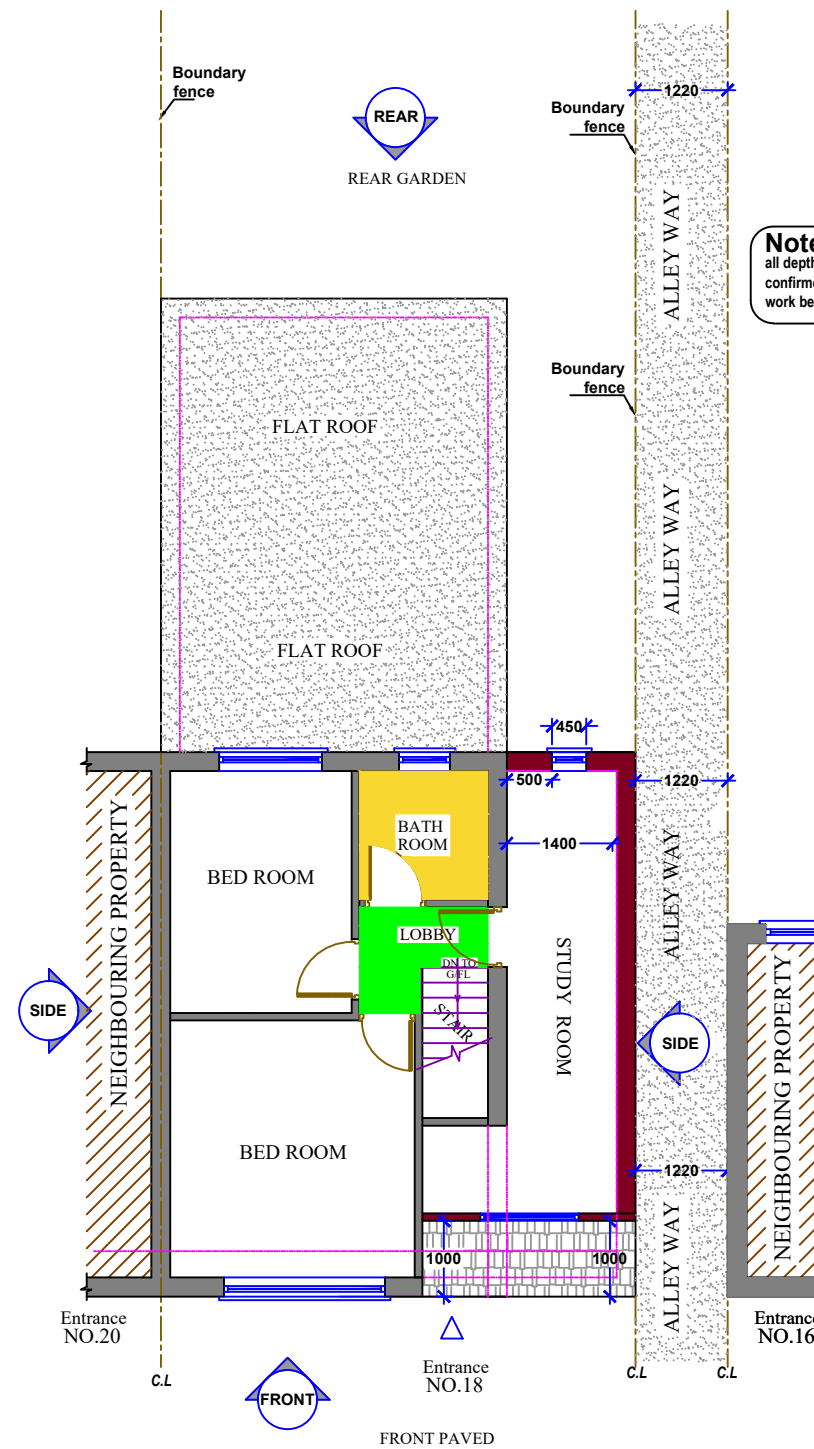 Boundary
fence
REAR
REAR GARDEN
Boundary
fence
1220
ALLEY WAY
Note
all depth
work be
Boundary
fence
FLAT ROOF
ALLEY WAY
FLAT ROOF
450
500
1220
1400
BATH
ROOM
BED ROOM
LOBBY
DN TO
G/FL
STAIR
STUDY ROOM
ALLEY WAY
NEIGHBOURING PROPERTY
SIDE
SIDE
NEIGHBOURING PROPERTY
BED ROOM
1220
1000
1000
ALLEY WAY
Entrance
NO.20
Entrance
NO.18
Entrance
NO.16
C.L
C.L
C.L
FRONT
FRONT PAVED